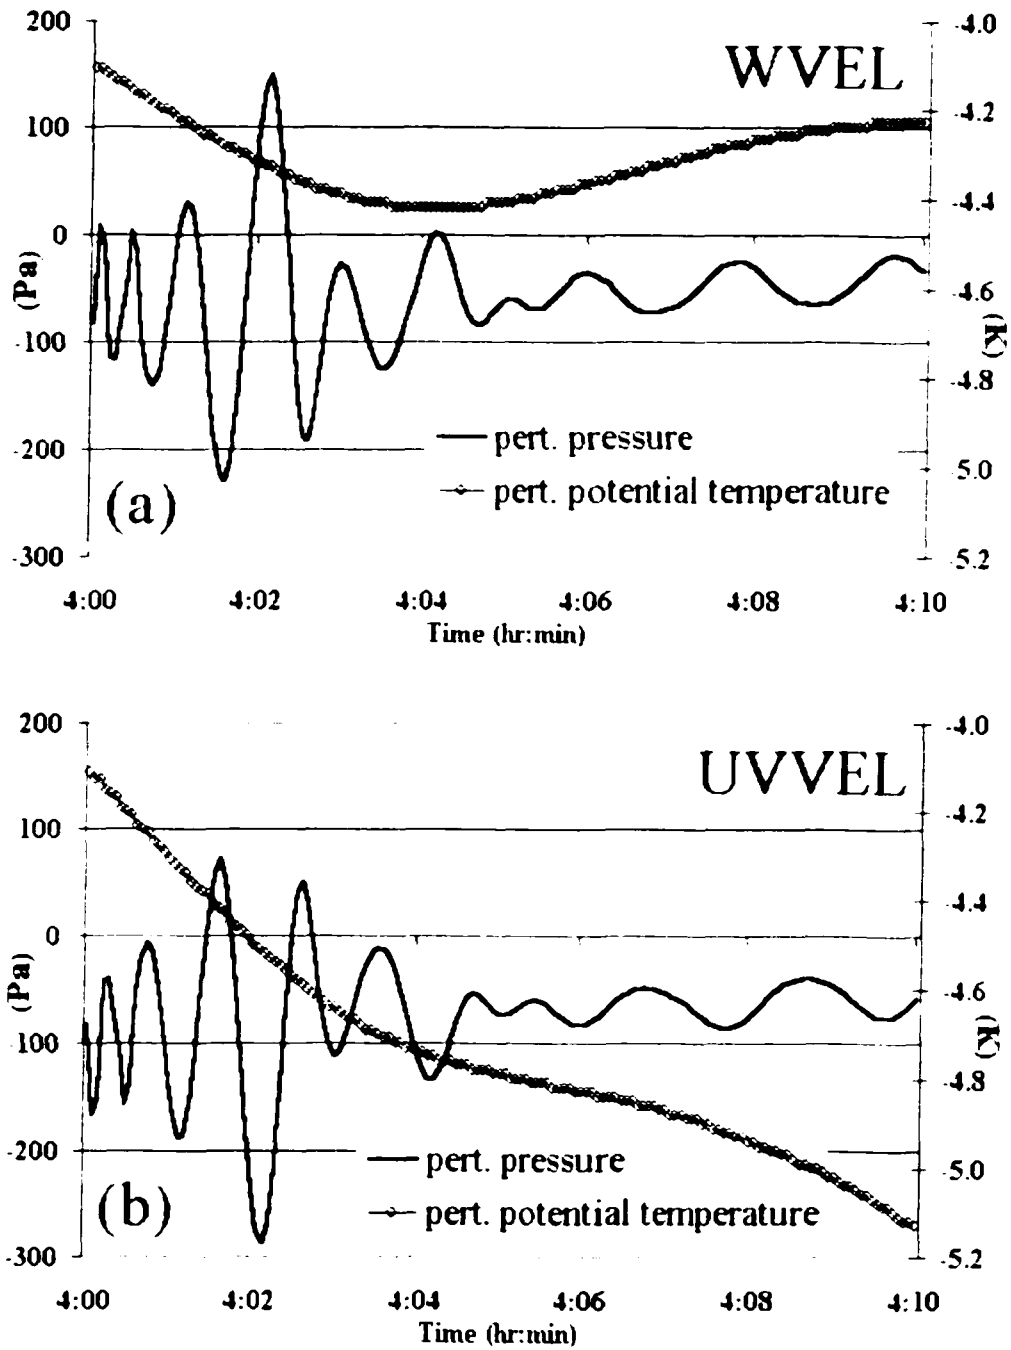 200
-4.0
WVEL
100
-4.2
0
-4.4
(Pa)
-4.6
(K)
-100
-4.8
pert. pressure
-200
-5.0
pert. potential temperature
(a)
-300
-5.2
4:00 4:02 4:04 4:06 4:08 4:10
Time (hr:min)
200
-4.0
UVVEL
100
-4.2
0
-4.4
(Pa)
-4.6
(K)
-100
-4.8
-200
pert. pressure
-5.0
(b)
pert. potential temperature
-300
-5.2
4:00 4:02 4:04 4:06 4:08 4:10
Time (hr:min)